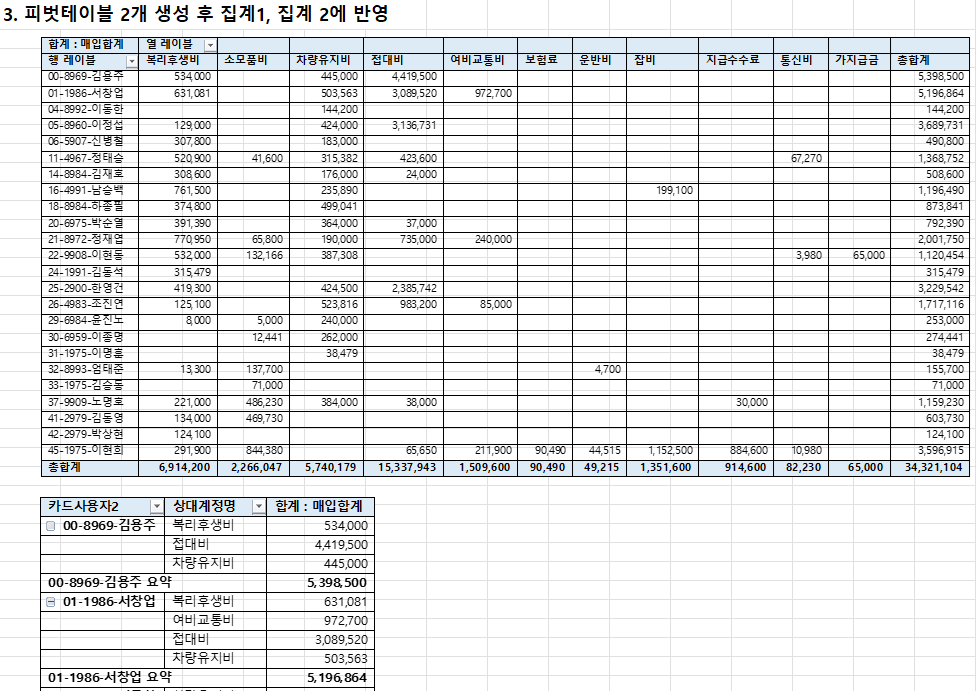 3. 피벗테이블 2개 생성 후 집계1, 집계 2에 반영
합계 : 매입합계 열 레이블
행 레이블 복리후생비 소모품비 차량유지비 접대비 여비교통비 보험료 운반비 잡비 지급수수료 통신비 가지급금 총합계
00-8969-김용주 534,000 445,000 4,419,500 5,398,500
01-1986-서창업 631,081 503,563 3,089,520 972,700 5,196,864
04-8992-이동한 144,200 144,200
05-8960-이정섭 129,000 424,000 3,136,731 3,689,731
06-5907-신병철 307,800 183,000 490,800
11-4967-정태승 520,900 41,600 315,382 423,600 67,270 1,368,752
14-8984-김재호 308,600 176,000 24,000 508,600
16-4991-남승백 761,500 235,890 199,100 1,196,490
18-8984-하종필 374,800 499,041 873,841
20-6975-박순열 391,390 364,000 37,000 792,390
21-8972-정재엽 770,950 65,800 190,000 735,000 240,000 2,001,750
22-9908-이현동 532,000 132,166 387,308 3,980 65,000 1,120,454
24-1991-김동석 315,479 315,479
25-2900-한영건 419,300 424,500 2,385,742 3,229,542
26-4983-조진연 125,100 523,816 983,200 85,000 1,717,116
29-6984-윤진노 8,000 5,000 240,000 253,000
30-6959-이종명 12,441 262,000 274,441
31-1975-이명훈 38,479 38,479
32-8993-엄태준 13,300 137,700 4,700 155,700
33-1975-김승동 71,000 71,000
37-9909-노명호 221,000 486,230 384,000 38,000 30,000 1,159,230
41-2979-김동영 134,000 469,730 603,730
42-2979-박상현 124,100 124,100
45-1975-이현희 291,900 844,380 65,650 211,900 90,490 44,515 1,152,500 884,600 10,980 3,596,915
총합계 6,914,200 2,266,047 5,740,179 15,337,943 1,509,600 90,490 49,215 1,351,600 914,600 82,230 65,000 34,321,104
카드사용자2 상대계정명 합계 : 매입합계
00-8969-김용주 복리후생비 534,000
접대비 4,419,500
차량유지비 445,000
00-8969-김용주 요약 5,398,500
01-1986-서창업 복리후생비 631,081
여비교통비 972,700
접대비 3,089,520
차량유지비 503,563
01-1986-서창업 요약 5,196,864